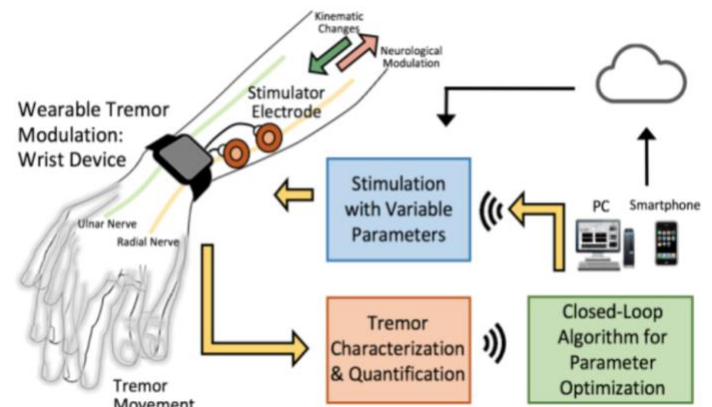 Kinematic
Changes
Neurological
Modulation
Stimulator
Electrode
Wearable Tremor
Modulation:
Wrist Device
Ulnar Nerve
Radial Nerve
Stimulation
with Variable
Parameters
PC
Smartphone
Tremor
Characterization
& Quantification
Closed-Loop
Algorithm for
Parameter
Optimization
Tremor
Movement